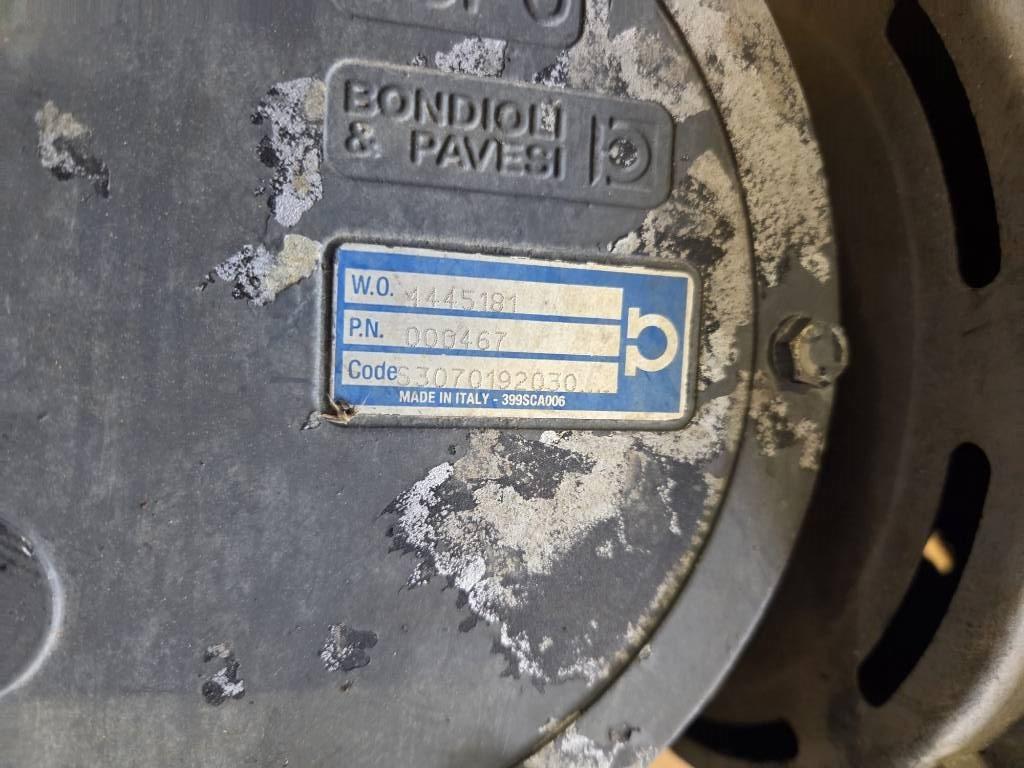 BONDIOLI
& PAVESI
W.O. 1445181
P.N. 000467
Code S3070192030
MADE IN ITALY - 399SCA006